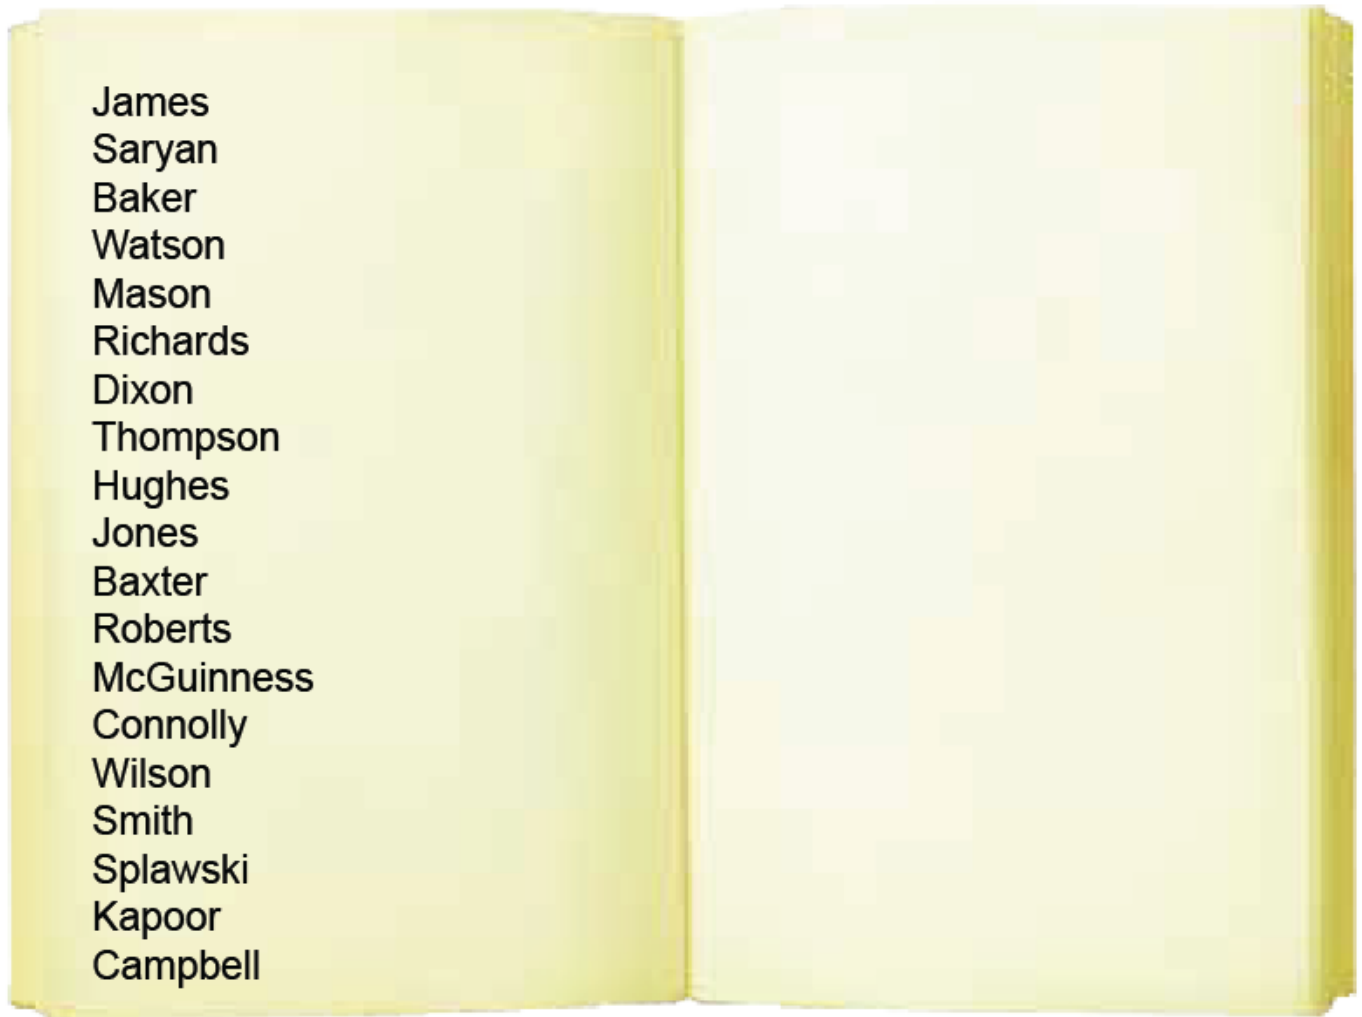 James
Saryan
Baker
Watson
Mason
Richards
Dixon
Thompson
Hughes
Jones
Baxter
Roberts
McGuinness
Connolly
Wilson
Smith
Splawski
Kapoor
Campbell